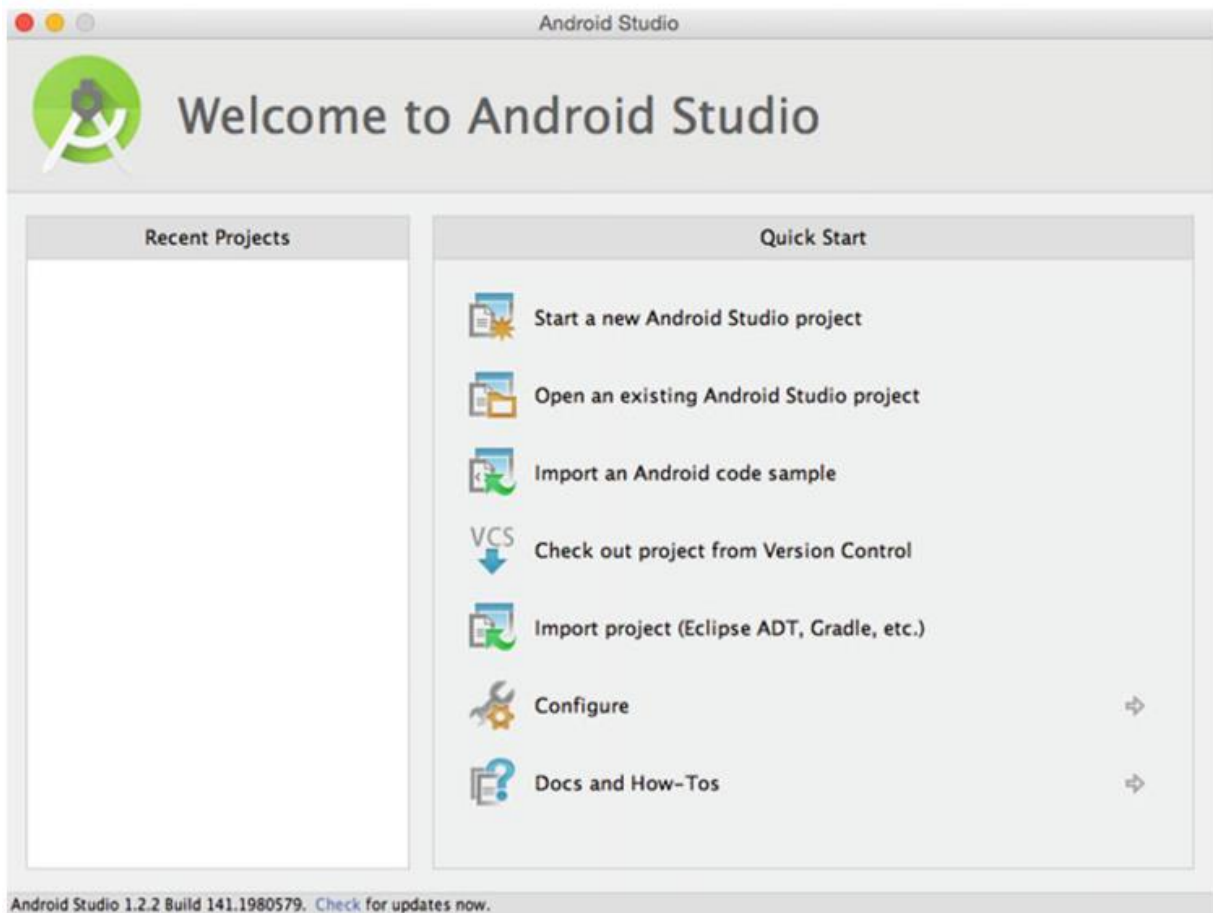 Android Studio
Welcome to Android Studio
Recent Projects
Quick Start
Start a new Android Studio project
Open an existing Android Studio project
Import an Android code sample
VCS
Check out project from Version Control
Import project (Eclipse ADT, Gradle, etc.)
Configure
Docs and How-Tos
Android Studio 1.2.2 Build 141.1980579. Check for updates now.